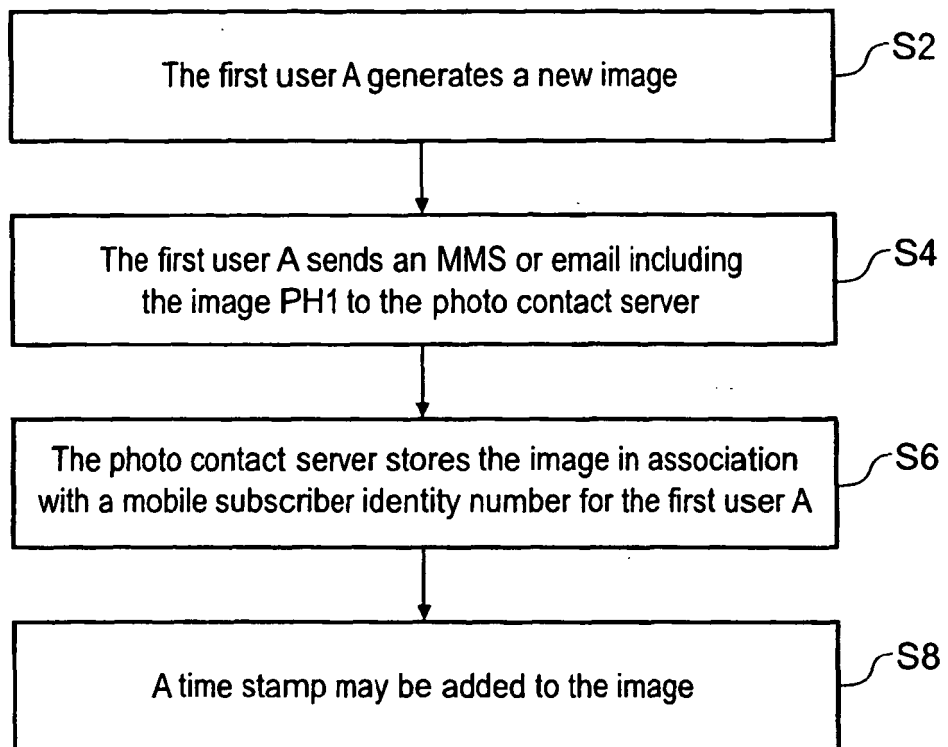 The first user A generates a new image
S2
The first user A sends an MMS or email including
the image PH1 to the photo contact server
S4
The photo contact server stores the image in association
with a mobile subscriber identity number for the first user A
S6
A time stamp may be added to the image
S8